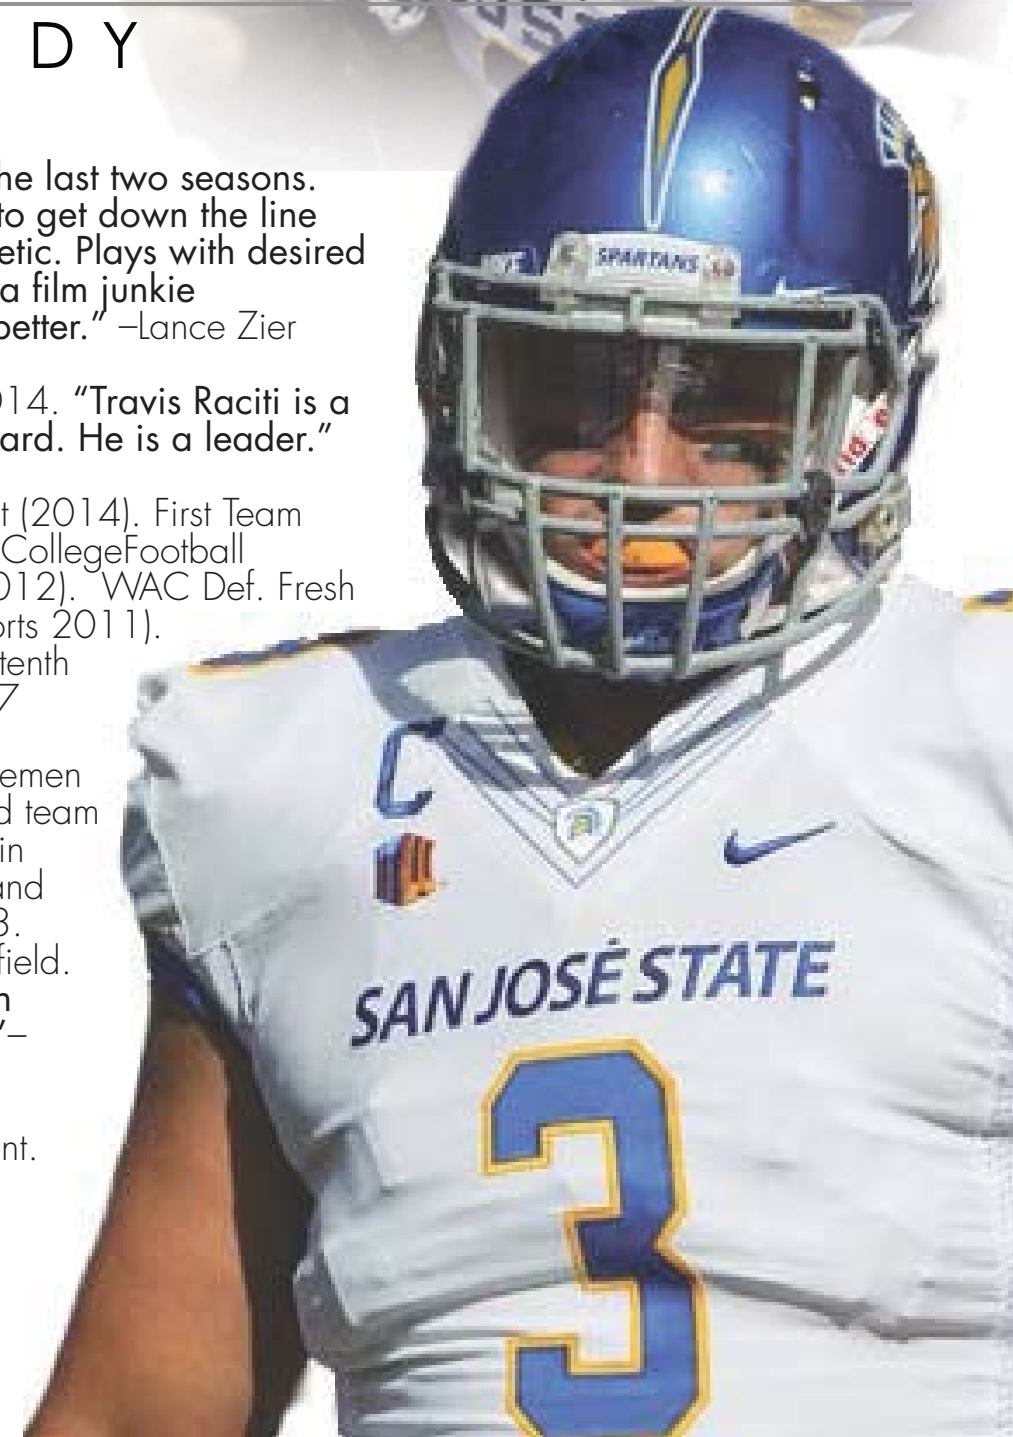 D Y
he last two seasons.
to get down the line
etic. Plays with desired
a film junkie
better.” –Lance Zier
014. “Travis Raciti is a
ard. He is a leader.”
t (2014). First Team
CollegeFootball
012). WAC Def. Fresh
orts 2011).
tenth
7
emen
d team
in
and
3.
field.
n
”–
nt.
SPARTANS
C
SAN JOSÉ STATE
3